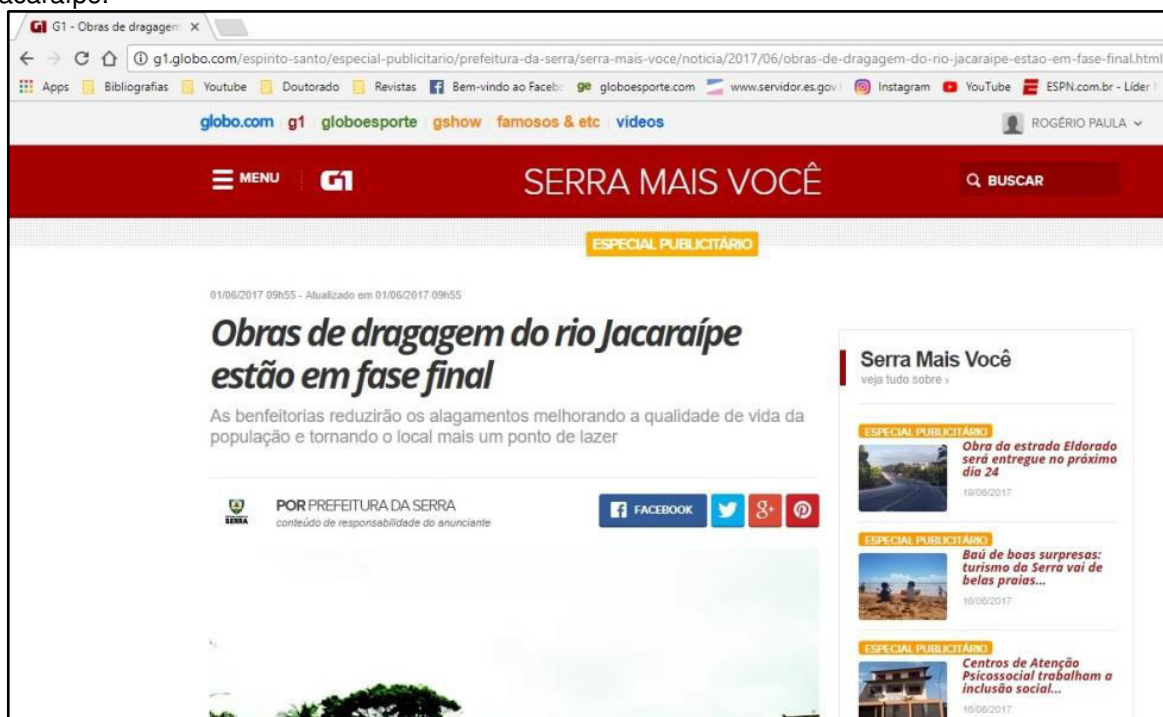 acaraípe.
G1 - Obras de dragagem
g1.globo.com/espirito-santo/especial-publicitario/prefeitura-da-serra/serra-mais-voce/noticia/2017/06/obras-de-dragagem-do-rio-jacaraipe-estao-em-fase-final.html
Apps Bibliografias Youtube Doutorado Revistas Bem-vindo ao Facebo globoesporte.com www.servidor.es.gov. Instagram YouTube ESPN.com.br - Líder
globo.com g1 globoesporte gshow famosos & etc vídeos ROGÉRIO PAULA
MENU G1 SERRA MAIS VOCÊ BUSCAR
ESPECIAL PUBLICITÁRIO
01/06/2017 09h55 - Atualizado em 01/06/2017 09h55
Obras de dragagem do rio Jacaraípe
estão em fase final
As benfeitorias reduzirão os alagamentos melhorando a qualidade de vida da
população e tornando o local mais um ponto de lazer
SERRA
POR PREFEITURA DA SERRA
conteúdo de responsabilidade do anunciante
FACEBOOK
Serra Mais Você
veja tudo sobre ›
ESPECIAL PUBLICITÁRIO
Obra da estrada Eldorado
será entregue no próximo
dia 24
19/06/2017
ESPECIAL PUBLICITÁRIO
Baú de boas surpresas:
turismo da Serra vai de
belas praias...
16/06/2017
ESPECIAL PUBLICITÁRIO
Centros de Atenção
Psicossocial trabalham a
inclusão social...
16/06/2017